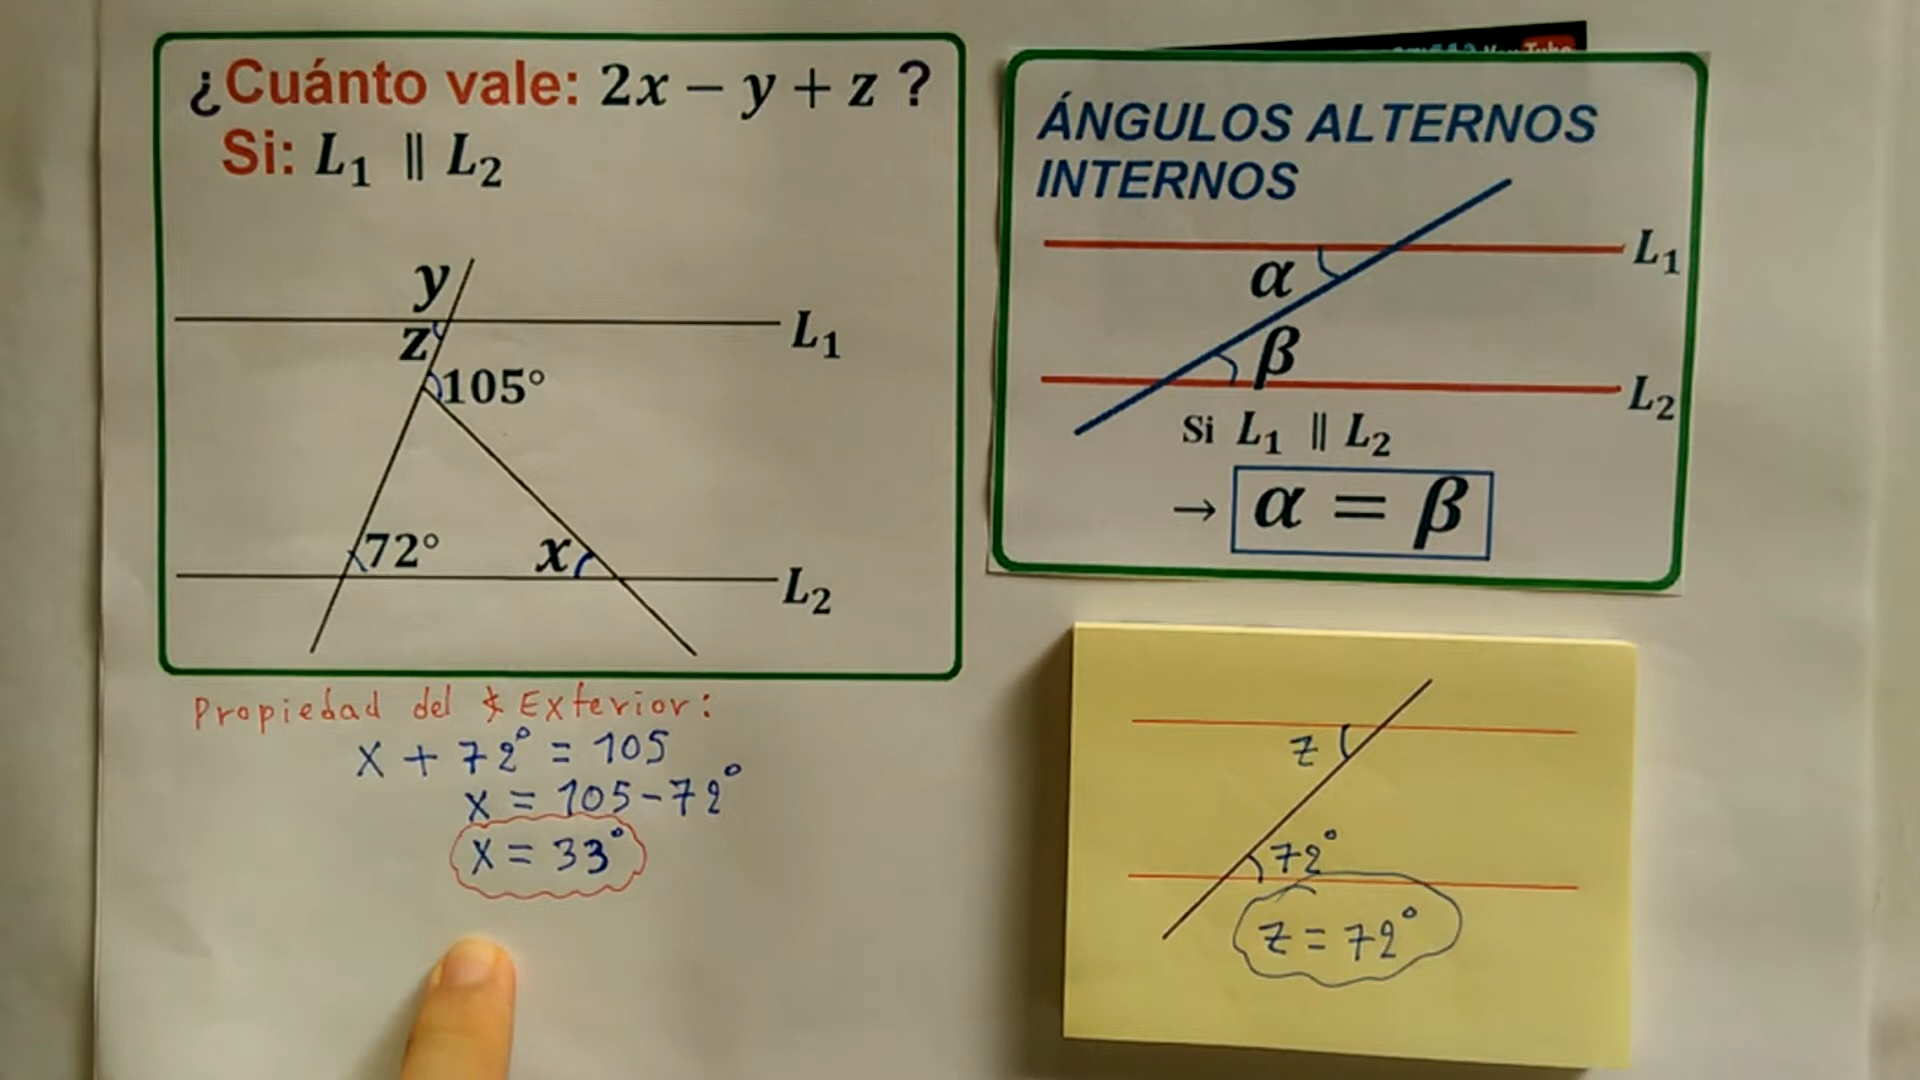 ¿Cuánto vale: 2x − y + z ?
Si: L₁ ∥ L₂
y
z
L₁
105°
72°
x
L₂
Propiedad del ∡ Exterior:
x + 72° = 105
x = 105-72°
x = 33°
YouTube
ÁNGULOS ALTERNOS
INTERNOS
L₁
α
β
L₂
Si L₁ ∥ L₂
→ α = β
z
72°
z = 72°